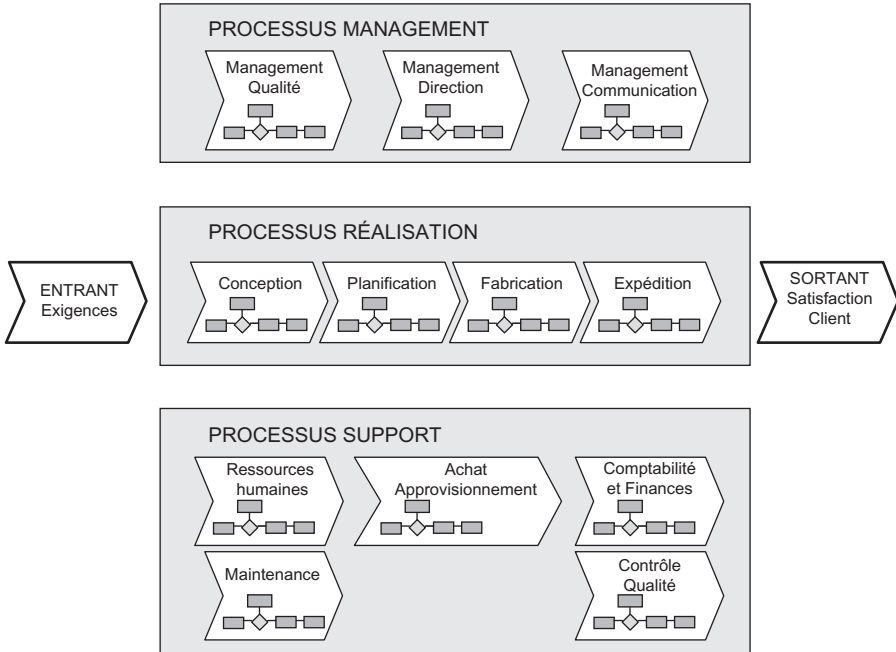 PROCESSUS MANAGEMENT
Management
Qualité
Management
Direction
Management
Communication
PROCESSUS RÉALISATION
ENTRANT
Exigences
Conception
Planification
Fabrication
Expédition
SORTANT
Satisfaction
Client
PROCESSUS SUPPORT
Ressources
humaines
Achat
Approvisionnement
Comptabilité
et Finances
Maintenance
Contrôle
Qualité